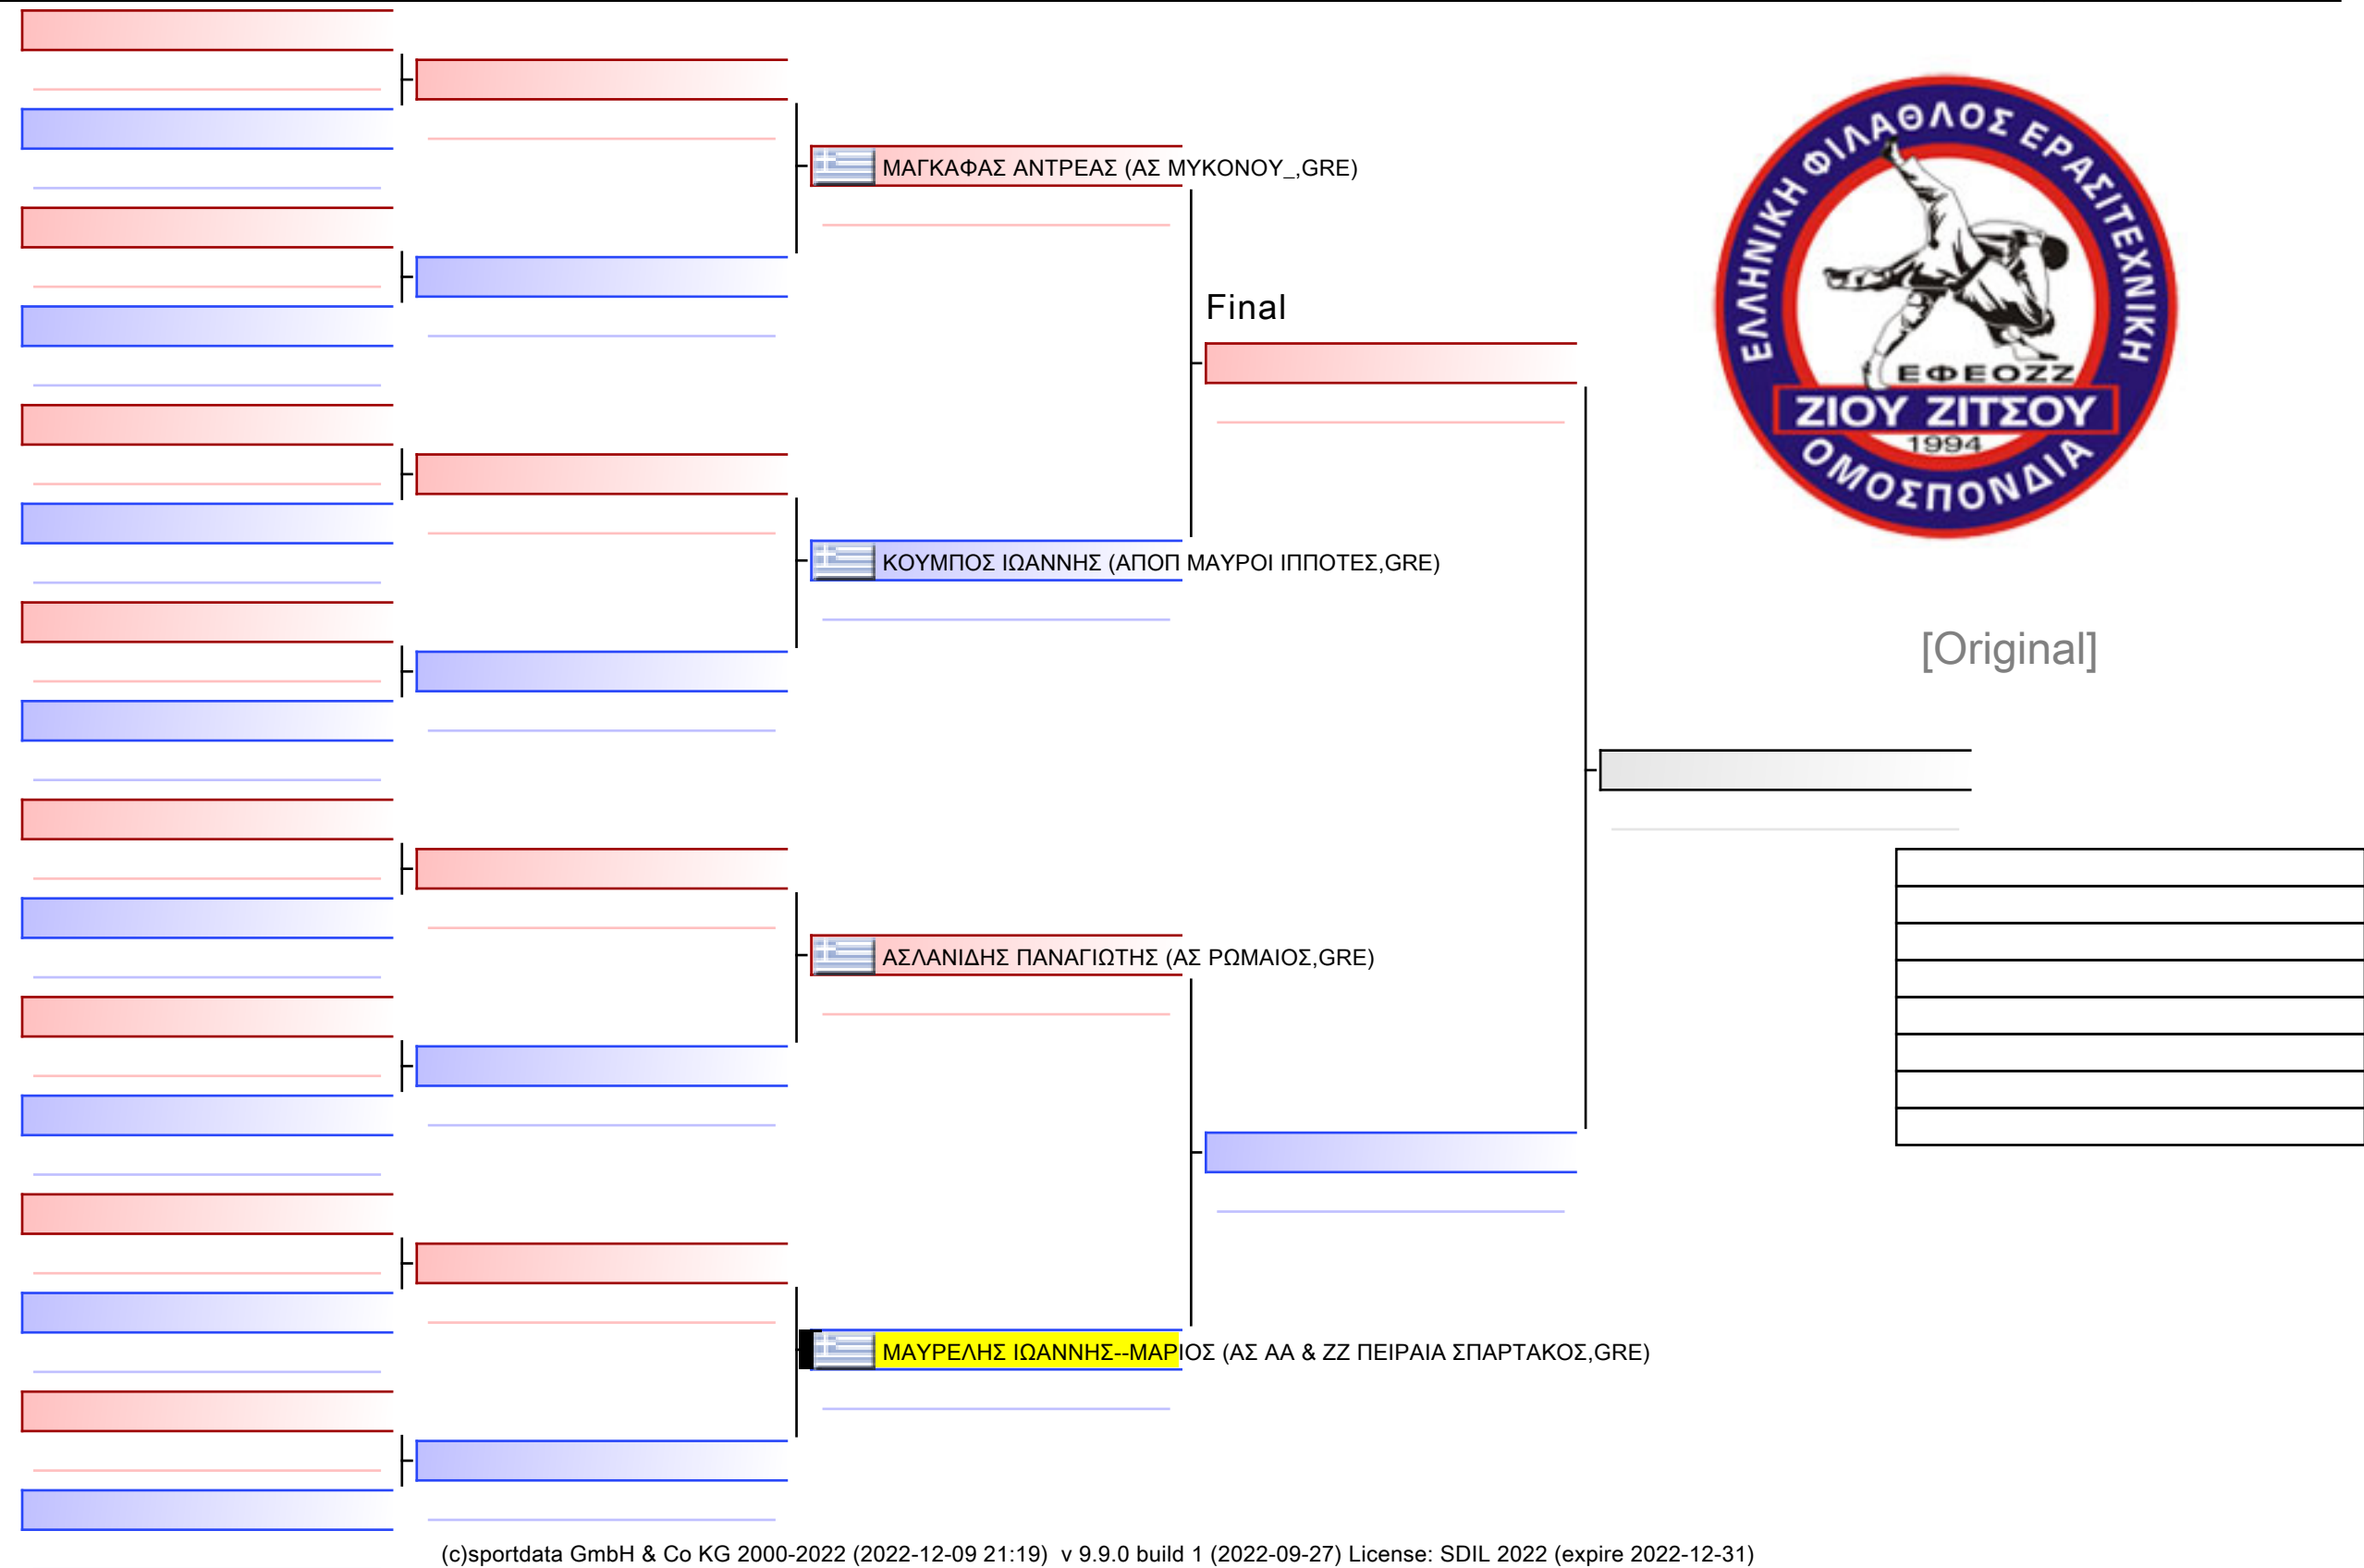 ΜΑΓΚΑΦΑΣ ΑΝΤΡΕΑΣ (ΑΣ ΜΥΚΟΝΟΥ_,GRE)
Final
ΕΛΛΗΝΙΚΗ ΦΙΛΑΘΛΟΣ ΕΡΑΣΙΤΕΧΝΙΚΗ
ΕΦΕΟΖΖ
ΖΙΟΥ ΖΙΤΣΟΥ
1994
ΟΜΟΣΠΟΝΔΙΑ
ΚΟΥΜΠΟΣ ΙΩΑΝΝΗΣ (ΑΠΟΠ ΜΑΥΡΟΙ ΙΠΠΟΤΕΣ,GRE)
[Original]
ΑΣΛΑΝΙΔΗΣ ΠΑΝΑΓΙΩΤΗΣ (ΑΣ ΡΩΜΑΙΟΣ,GRE)
ΜΑΥΡΕΛΗΣ ΙΩΑΝΝΗΣ--ΜΑΡΙΟΣ (ΑΣ ΑΑ & ΖΖ ΠΕΙΡΑΙΑ ΣΠΑΡΤΑΚΟΣ,GRE)
(c)sportdata GmbH & Co KG 2000-2022 (2022-12-09 21:19) v 9.9.0 build 1 (2022-09-27) License: SDIL 2022 (expire 2022-12-31)